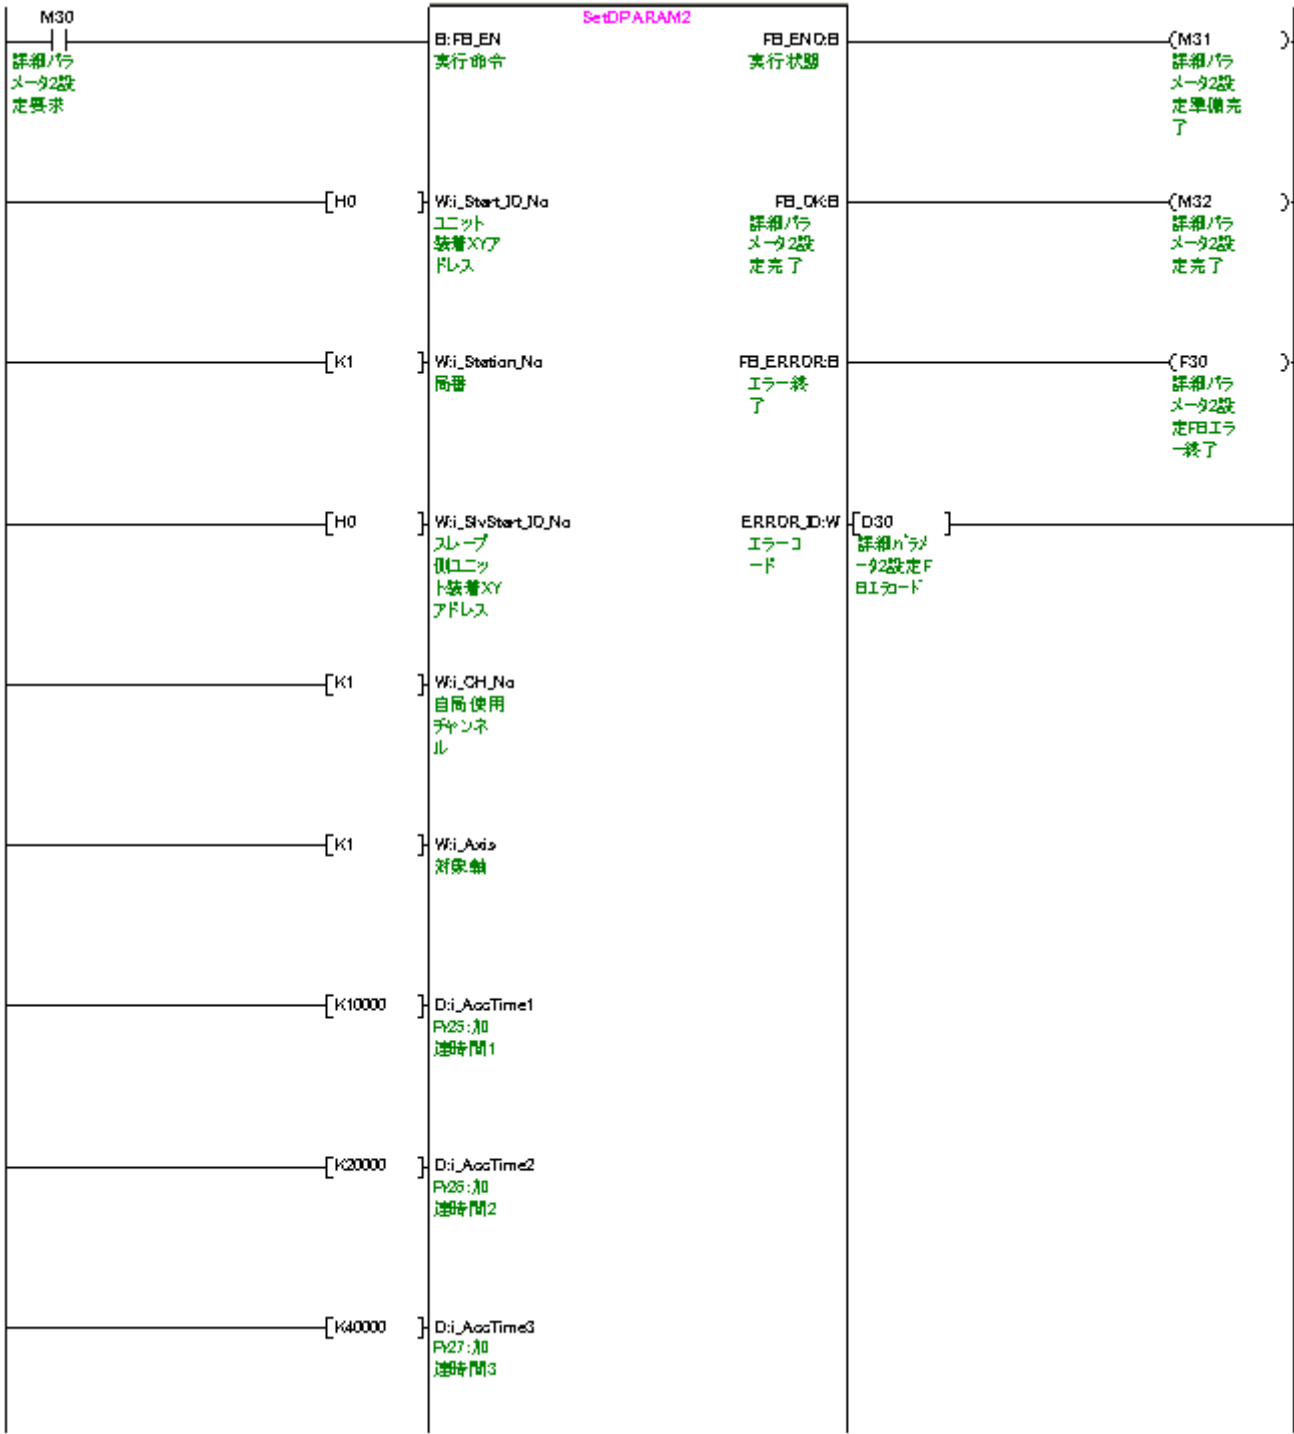 M30
SetDPARAM2
B:FB_EN
FB_ENO:B
(M31 )
詳細パラ
メータ2設
定要求
実行命令
実行状態
詳細パラ
メータ2設
定準備完
了
[H0 ]
W:i_Start_IO_No
FB_OK:B
(M32 )
ユニット
装着XYア
ドレス
詳細パラ
メータ2設
定完了
詳細パラ
メータ2設
定完了
[K1 ]
W:i_Station_No
FB_ERROR:B
(F30 )
局番
エラー終
了
詳細パラ
メータ2設
定FBエラ
ー終了
[H0 ]
W:i_SlvStart_IO_No
ERROR_ID:W
[D30 ]
スレーブ
側ユニッ
ト装着XY
アドレス
エラーコ
ード
詳細パラメ
ータ2設定F
Bエラコード
[K1 ]
W:i_CH_No
自局使用
チャンネ
ル
[K1 ]
W:i_Axis
対象軸
[K10000 ]
D:i_AccTime1
Pr25:加
速時間1
[K20000 ]
D:i_AccTime2
Pr26:加
速時間2
[K40000 ]
D:i_AccTime3
Pr27:加
速時間3